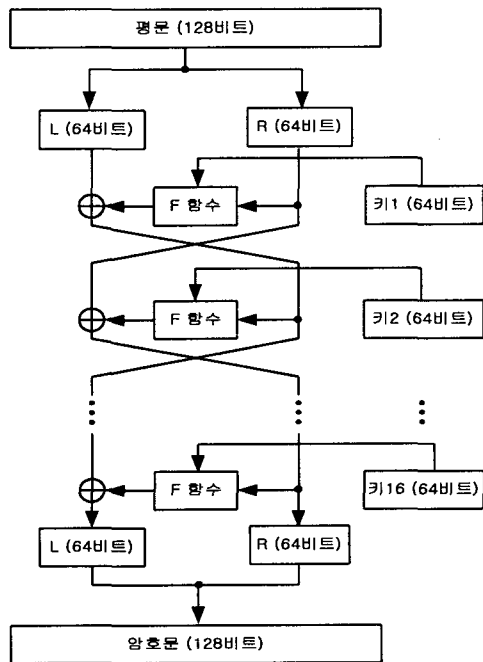 평문 (128비트)
L (64비트)
R (64비트)
F 함수
키1 (64비트)
F 함수
키2 (64비트)
F 함수
키16 (64비트)
L (64비트)
R (64비트)
암호문 (128비트)